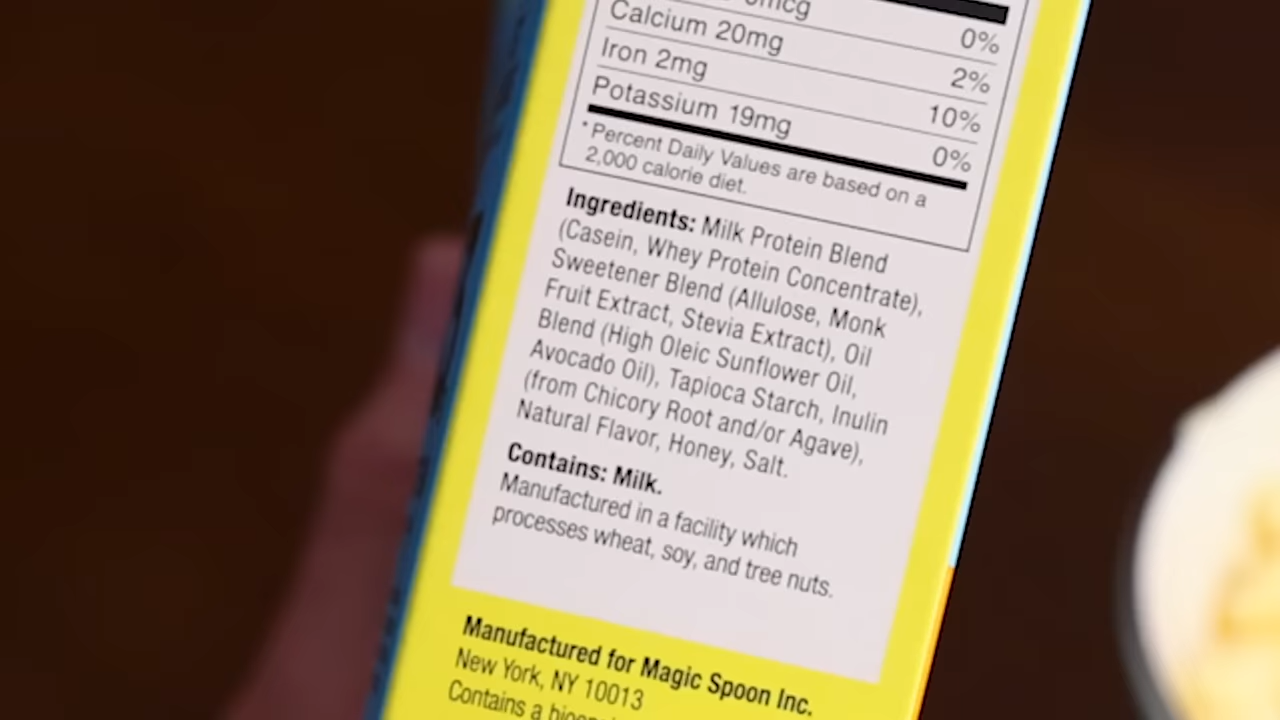 0mcg 0%
Calcium 20mg 2%
Iron 2mg 10%
Potassium 19mg 0%
* Percent Daily Values are based on a
2,000 calorie diet.
Ingredients: Milk Protein Blend
(Casein, Whey Protein Concentrate),
Sweetener Blend (Allulose, Monk
Fruit Extract, Stevia Extract), Oil
Blend (High Oleic Sunflower Oil,
Avocado Oil), Tapioca Starch, Inulin
(from Chicory Root and/or Agave),
Natural Flavor, Honey, Salt.
Contains: Milk.
Manufactured in a facility which
processes wheat, soy, and tree nuts.
Manufactured for Magic Spoon Inc.
New York, NY 10013
Contains a